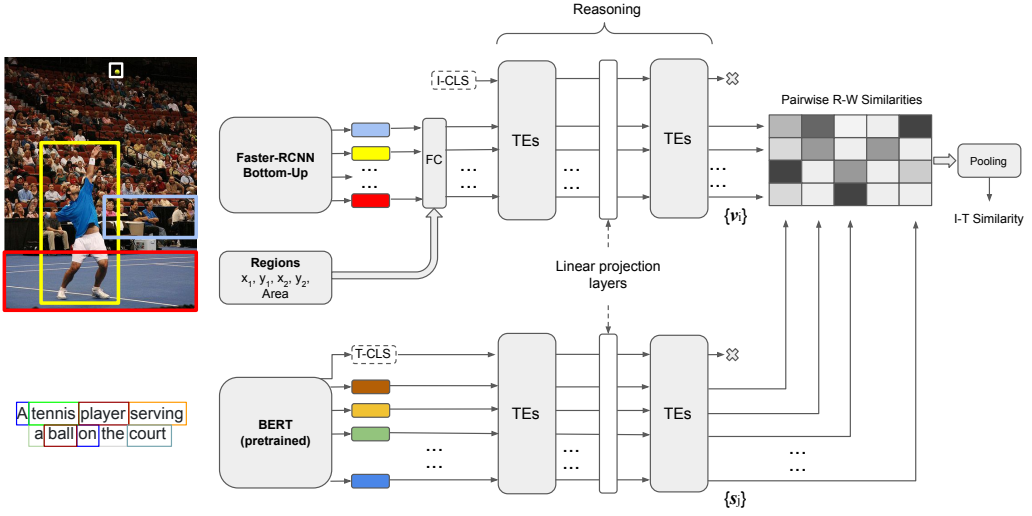 Reasoning
I-CLS
Faster-RCNN
Bottom-Up
...
...
FC
...
...
TEs
...
...
TEs
...
...
{vi}
Pairwise R-W Similarities
Pooling
I-T Similarity
Regions
x1, y1, x2, y2,
Area
Linear projection
layers
T-CLS
BERT
(pretrained)
...
...
TEs
...
...
TEs
...
...
{sj}
A tennis player serving
a ball on the court